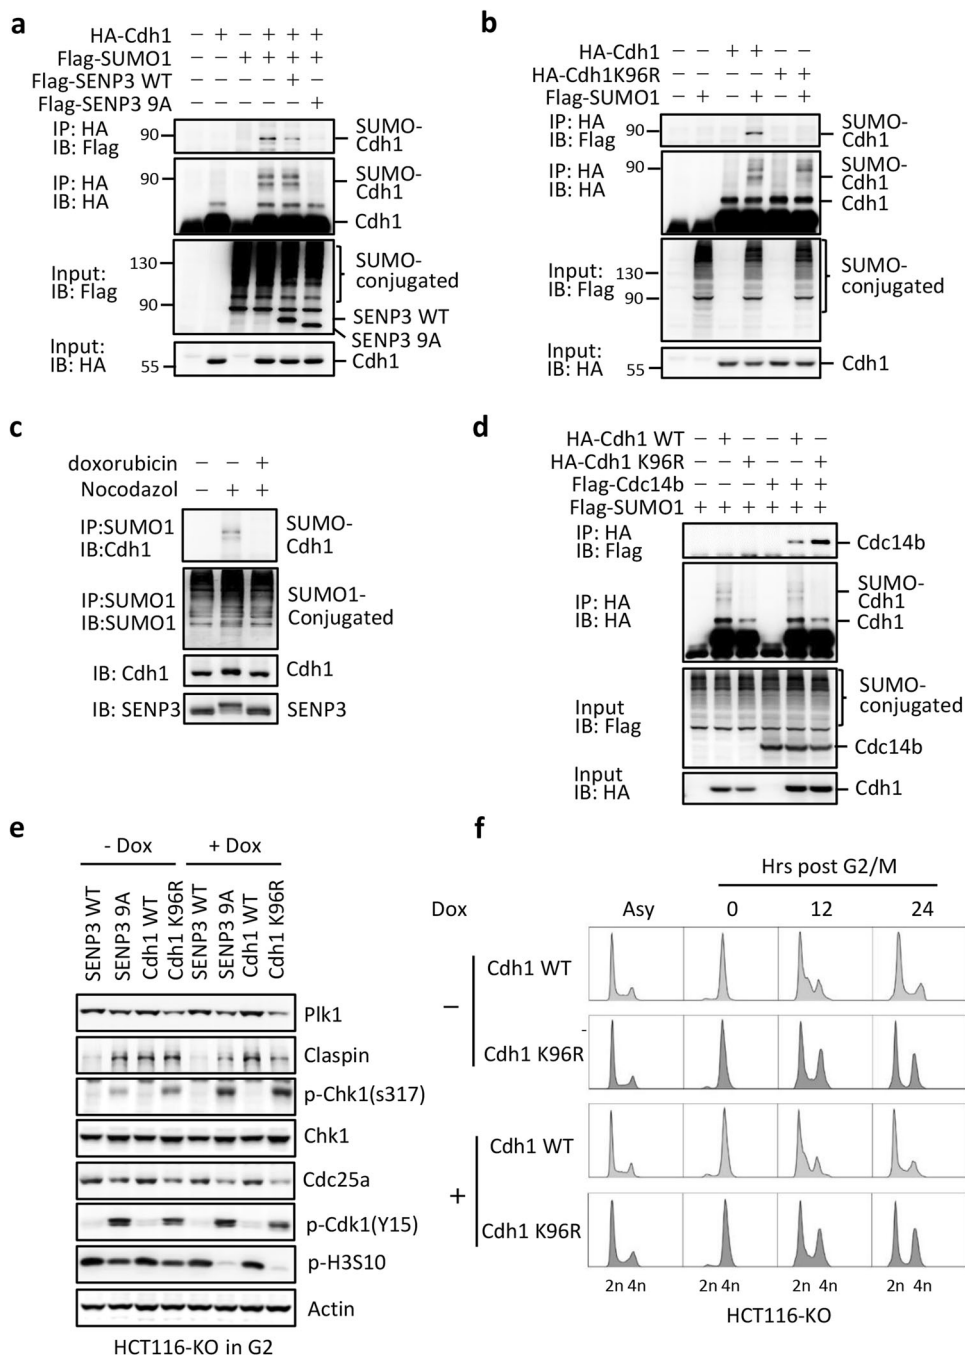 a
HA-Cdh1 − + − + + +
Flag-SUMO1 − − + + + +
Flag-SENP3 WT − − − − + −
Flag-SENP3 9A − − − − − +
IP: HA
IB: Flag
90
SUMO-
Cdh1
IP: HA
IB: HA
90
SUMO-
Cdh1
Cdh1
Input:
IB: Flag
130
90
SUMO-
conjugated
SENP3 WT
SENP3 9A
Input:
IB: HA
55
Cdh1
b
HA-Cdh1 − − + + − −
HA-Cdh1K96R − − − − + +
Flag-SUMO1 − + − + − +
IP: HA
IB: Flag
90
SUMO-
Cdh1
IP: HA
IB: HA
90
SUMO-
Cdh1
Cdh1
Input:
IB: Flag
130
90
SUMO-
conjugated
Input:
IB: HA
55
Cdh1
c
doxorubicin − − +
Nocodazol − + +
IP:SUMO1
IB:Cdh1
SUMO-
Cdh1
IP:SUMO1
IB:SUMO1
SUMO1-
Conjugated
IB: Cdh1
Cdh1
IB: SENP3
SENP3
d
HA-Cdh1 WT − + − − + −
HA-Cdh1 K96R − − + − − +
Flag-Cdc14b − − − + + +
Flag-SUMO1 + + + + + +
IP: HA
IB: Flag
Cdc14b
IP: HA
IB: HA
SUMO-
Cdh1
Cdh1
Input
IB: Flag
SUMO-
conjugated
Cdc14b
Input
IB: HA
Cdh1
e
- Dox + Dox
SENP3 WT
SENP3 9A
Cdh1 WT
Cdh1 K96R
SENP3 WT
SENP3 9A
Cdh1 WT
Cdh1 K96R
Plk1
Claspin
p-Chk1(s317)
Chk1
Cdc25a
p-Cdk1(Y15)
p-H3S10
Actin
HCT116-KO in G2
f
Hrs post G2/M
Dox Asy 0 12 24
−
Cdh1 WT
Cdh1 K96R
+
Cdh1 WT
Cdh1 K96R
2n 4n 2n 4n 2n 4n 2n 4n
HCT116-KO